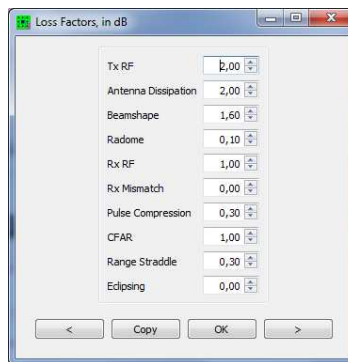 Loss Factors, in dB
Tx RF 2,00
Antenna Dissipation 2,00
Beamshape 1,60
Radome 0,10
Rx RF 1,00
Rx Mismatch 0,00
Pulse Compression 0,30
CFAR 1,00
Range Straddle 0,30
Eclipsing 0,00
< Copy OK >